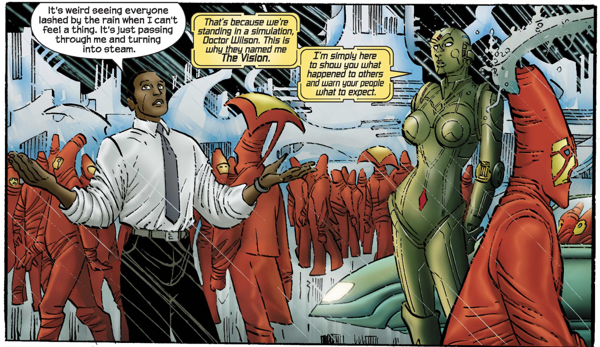 It's weird seeing everyone
lashed by the rain when I can't
feel a thing. It's just passing
through me and turning
into steam.
That's because we're
standing in a simulation,
Doctor Wilson. This is
why they named me
The Vision.
I'm simply here
to show you what
happened to others
and warn your people
what to expect.